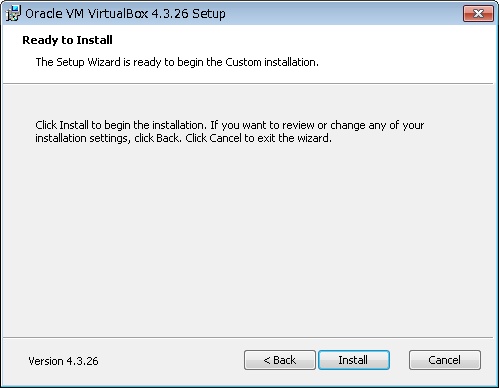 Oracle VM VirtualBox 4.3.26 Setup
Ready to Install
The Setup Wizard is ready to begin the Custom installation.
Click Install to begin the installation. If you want to review or change any of your
installation settings, click Back. Click Cancel to exit the wizard.
Version 4.3.26
< Back
Install
Cancel